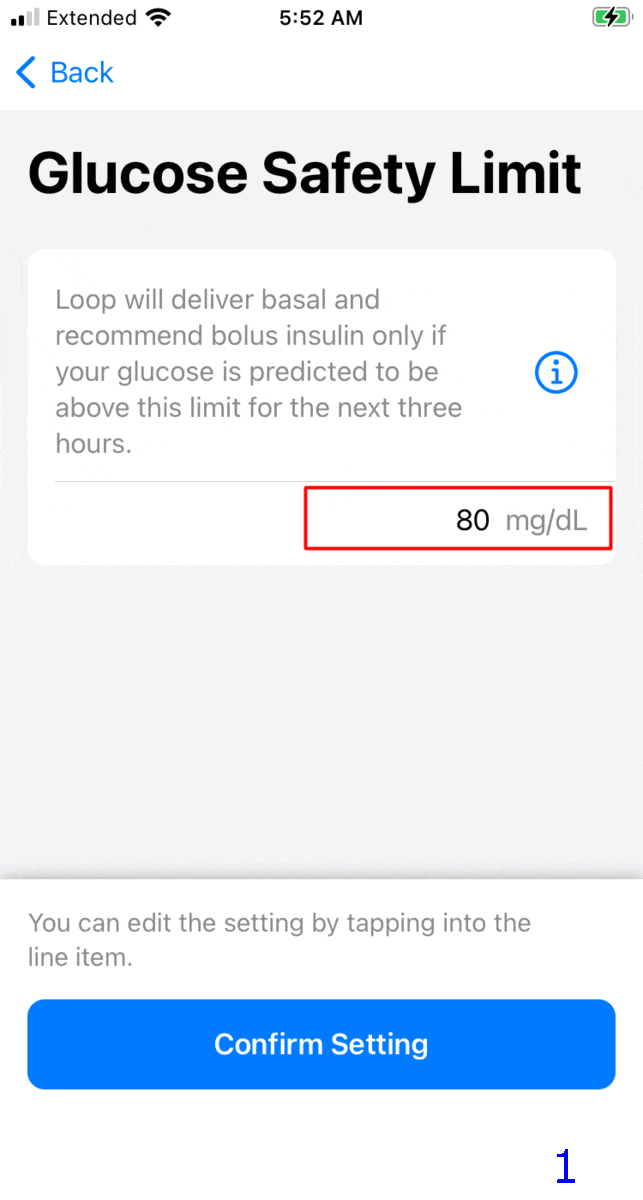 Extended
5:52 AM
Back
Glucose Safety Limit
Loop will deliver basal and
recommend bolus insulin only if
your glucose is predicted to be
above this limit for the next three
hours.
80 mg/dL
You can edit the setting by tapping into the
line item.
Confirm Setting
1